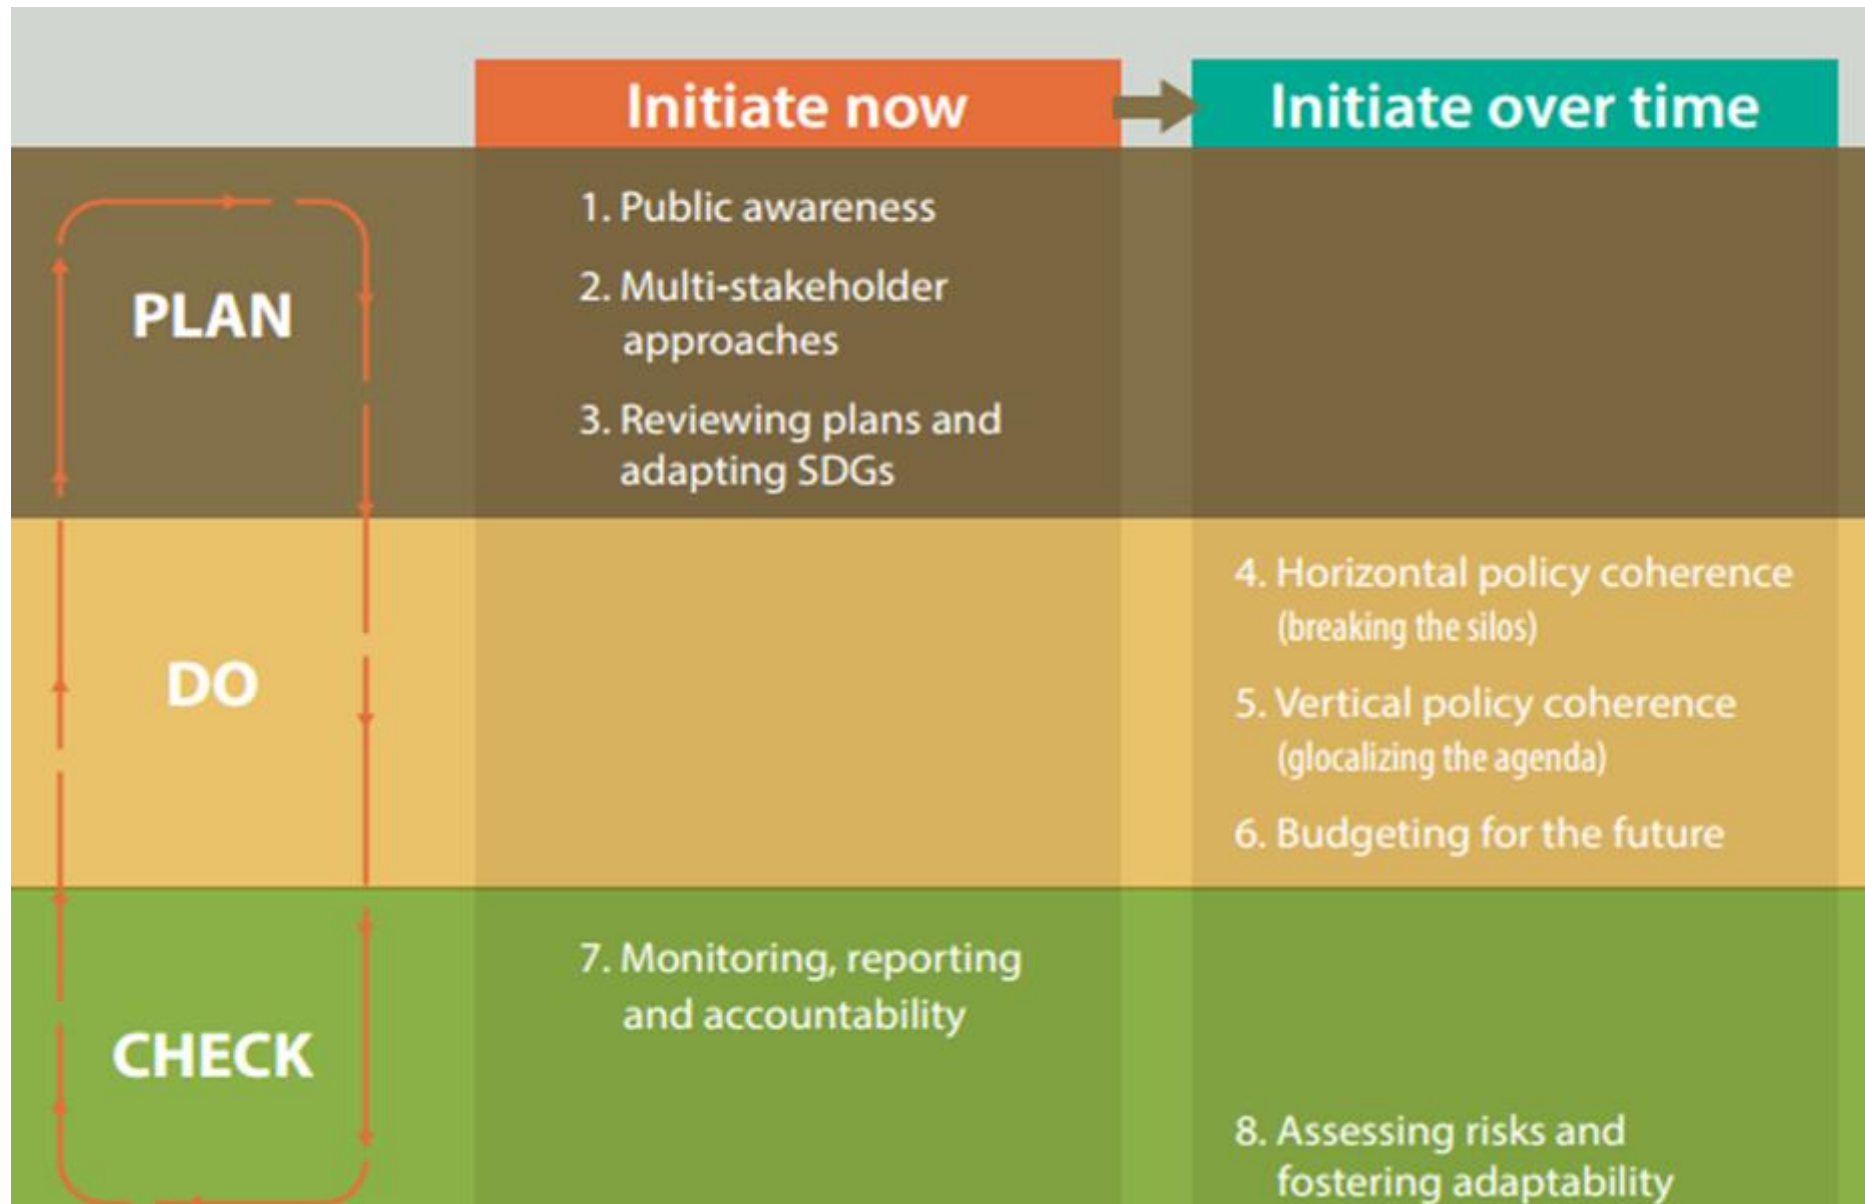 Initiate now
Initiate over time
PLAN
1. Public awareness
2. Multi-stakeholder
approaches
3. Reviewing plans and
adapting SDGs
DO
4. Horizontal policy coherence
(breaking the silos)
5. Vertical policy coherence
(glocalizing the agenda)
6. Budgeting for the future
CHECK
7. Monitoring, reporting
and accountability
8. Assessing risks and
fostering adaptability